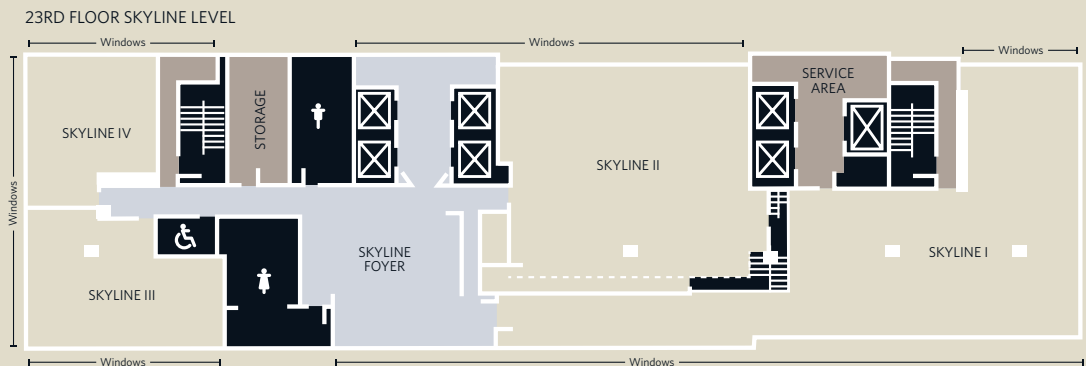 23RD FLOOR SKYLINE LEVEL
Windows
Windows
Windows
SERVICE
AREA
STORAGE
SKYLINE IV
SKYLINE II
Windows
SKYLINE
FOYER
SKYLINE I
SKYLINE III
Windows
Windows